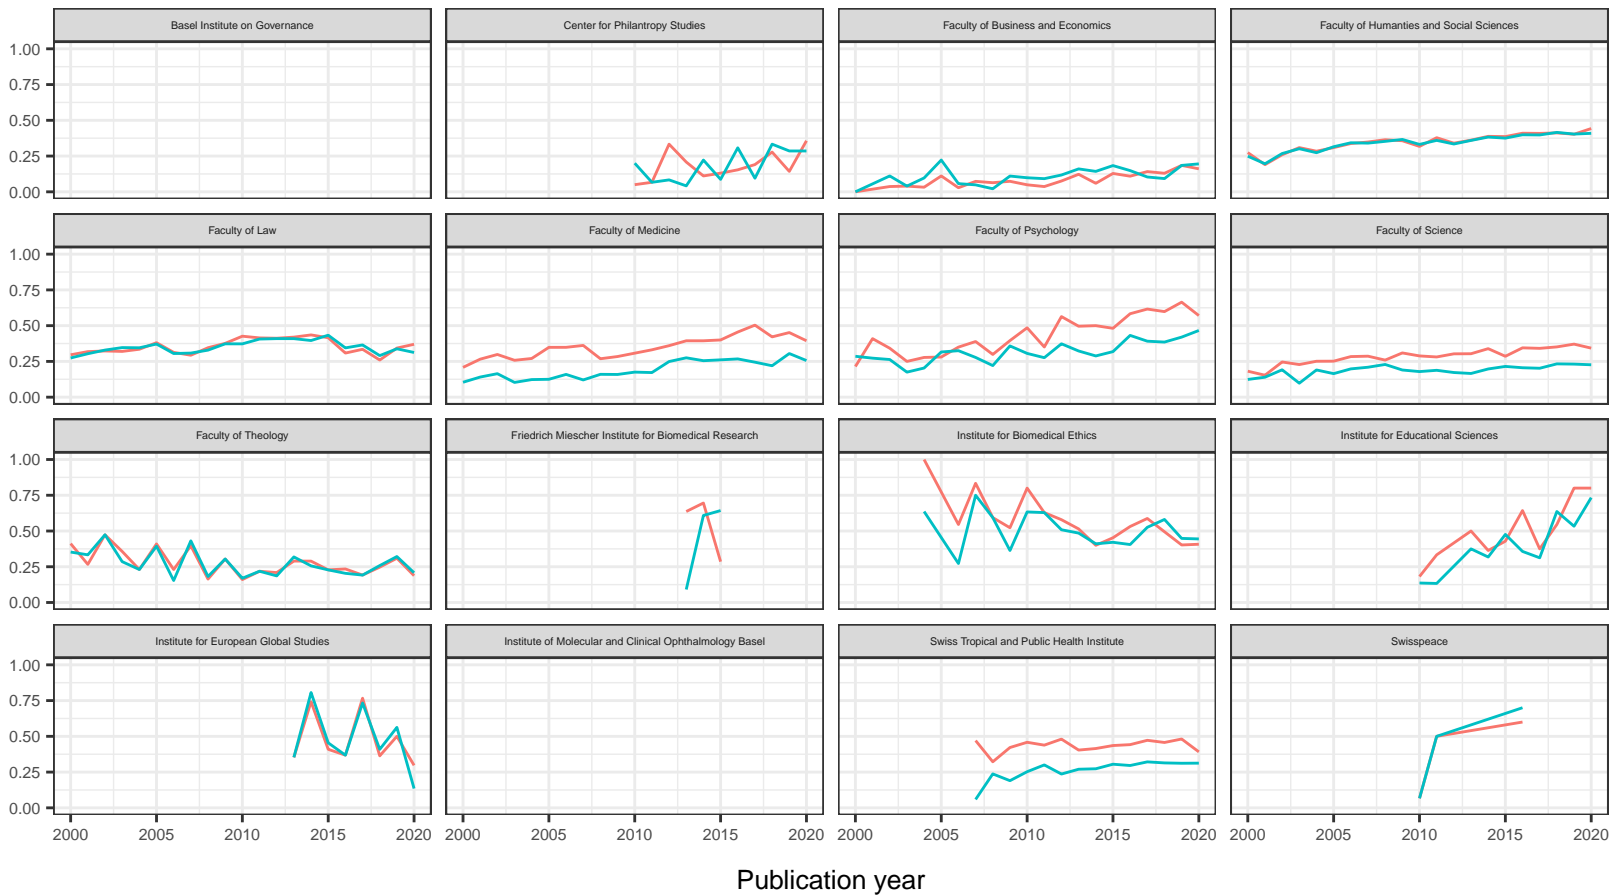 Basel Institute on Governance
Center for Philantropy Studies
Faculty of Business and Economics
Faculty of Humanties and Social Sciences
1.00
0.75
0.50
0.25
0.00
Faculty of Law
Faculty of Medicine
Faculty of Psychology
Faculty of Science
1.00
0.75
0.50
0.25
0.00
Faculty of Theology
Friedrich Miescher Institute for Biomedical Research
Institute for Biomedical Ethics
Institute for Educational Sciences
1.00
0.75
0.50
0.25
0.00
Institute for European Global Studies
Institute of Molecular and Clinical Ophthalmology Basel
Swiss Tropical and Public Health Institute
Swisspeace
1.00
0.75
0.50
0.25
0.00
2000 2005 2010 2015 2020
2000 2005 2010 2015 2020
2000 2005 2010 2015 2020
2000 2005 2010 2015 2020
Publication year